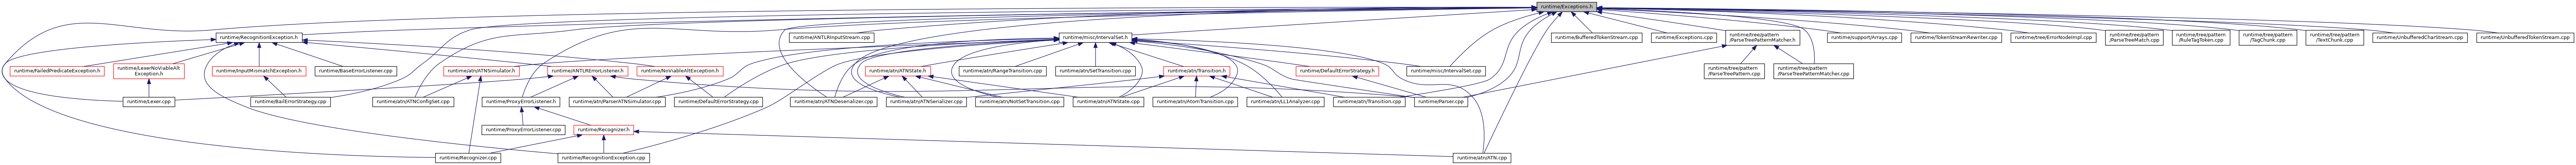 runtime/Exceptions.h
runtime/RecognitionException.h
runtime/ANTLRInputStream.cpp
runtime/misc/IntervalSet.h
runtime/BufferedTokenStream.cpp
runtime/Exceptions.cpp
runtime/tree/pattern
/ParseTreePatternMatcher.h
runtime/support/Arrays.cpp
runtime/TokenStreamRewriter.cpp
runtime/tree/ErrorNodeImpl.cpp
runtime/tree/pattern
/ParseTreeMatch.cpp
runtime/tree/pattern
/RuleTagToken.cpp
runtime/tree/pattern
/TagChunk.cpp
runtime/tree/pattern
/TextChunk.cpp
runtime/UnbufferedCharStream.cpp
runtime/UnbufferedTokenStream.cpp
runtime/FailedPredicateException.h
runtime/LexerNoViableAlt
Exception.h
runtime/InputMismatchException.h
runtime/BaseErrorListener.cpp
runtime/atn/ATNSimulator.h
runtime/ANTLRErrorListener.h
runtime/NoViableAltException.h
runtime/atn/ATNState.h
runtime/atn/RangeTransition.cpp
runtime/atn/SetTransition.cpp
runtime/atn/Transition.h
runtime/DefaultErrorStrategy.h
runtime/misc/IntervalSet.cpp
runtime/tree/pattern
/ParseTreePattern.cpp
runtime/tree/pattern
/ParseTreePatternMatcher.cpp
runtime/Lexer.cpp
runtime/BailErrorStrategy.cpp
runtime/atn/ATNConfigSet.cpp
runtime/ProxyErrorListener.h
runtime/atn/ParserATNSimulator.cpp
runtime/DefaultErrorStrategy.cpp
runtime/atn/ATNDeserializer.cpp
runtime/atn/ATNSerializer.cpp
runtime/atn/NotSetTransition.cpp
runtime/atn/ATNState.cpp
runtime/atn/AtomTransition.cpp
runtime/atn/LL1Analyzer.cpp
runtime/atn/Transition.cpp
runtime/Parser.cpp
runtime/ProxyErrorListener.cpp
runtime/Recognizer.h
runtime/Recognizer.cpp
runtime/RecognitionException.cpp
runtime/atn/ATN.cpp